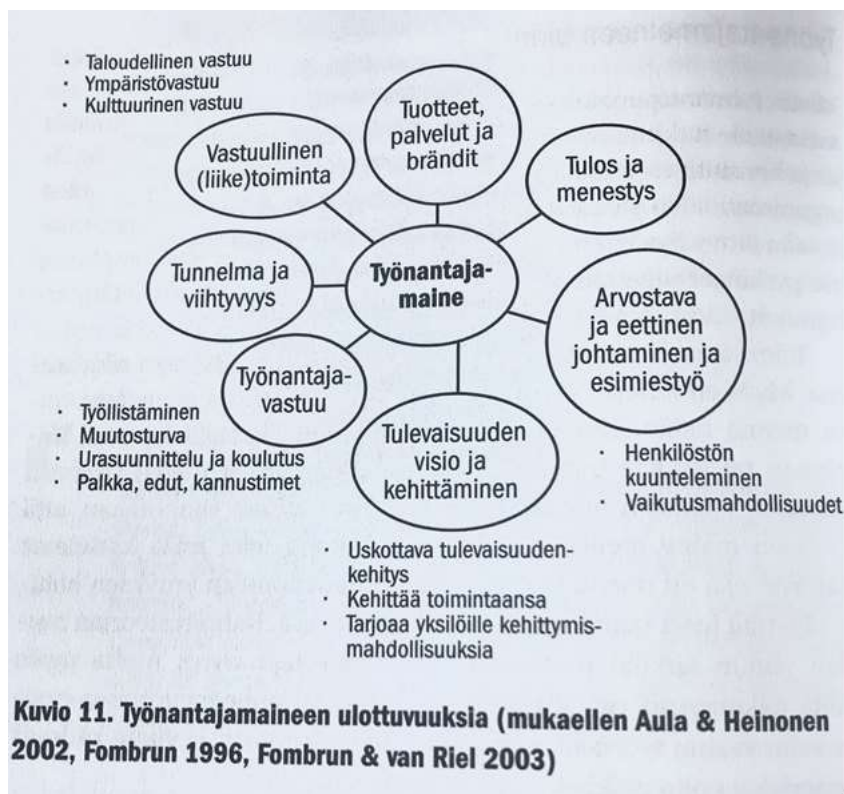 · Taloudellinen vastuu
· Ympäristövastuu
· Kulttuurinen vastuu
Vastuullinen
(liike)toiminta
Tuotteet,
palvelut ja
brändit
Tulos ja
menestys
Tunnelma ja
viihtyvyys
Työnantaja-
maine
Arvostava
ja eettinen
johtaminen ja
esimiestyö
Työnantaja-
vastuu
· Työllistäminen
· Muutosturva
· Urasuunnittelu ja koulutus
· Palkka, edut, kannustimet
Tulevaisuuden
visio ja
kehittäminen
· Henkilöstön
kuunteleminen
· Vaikutusmahdollisuudet
· Uskottava tulevaisuuden-
kehitys
· Kehittää toimintaansa
· Tarjoaa yksilöille kehittymis-
mahdollisuuksia
Kuvio 11. Työnantajamaineen ulottuvuuksia (mukaellen Aula & Heinonen
2002, Fombrun 1996, Fombrun & van Riel 2003)